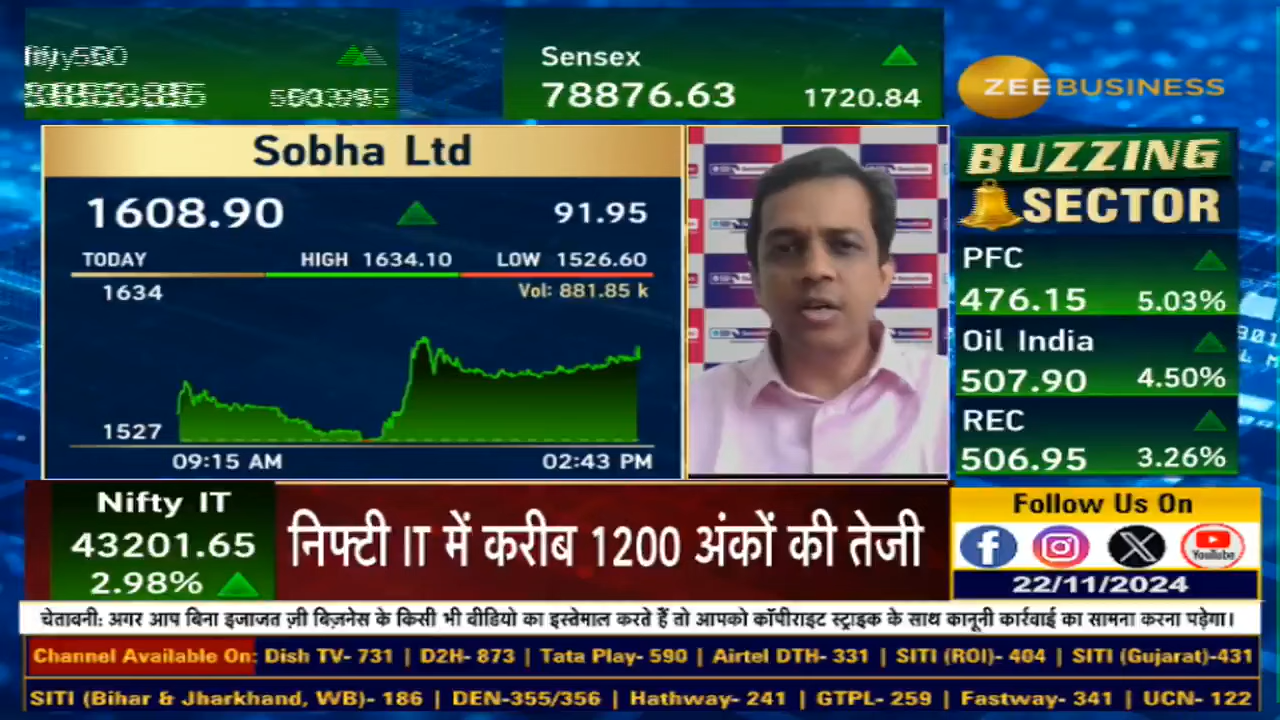 Sensex
78876.63 1720.84
ZEEBUSINESS
Sobha Ltd
1608.90 91.95
TODAY HIGH 1634.10 LOW 1526.60
1634 Vol: 881.85 k
1527
09:15 AM 02:43 PM
BUZZING
SECTOR
PFC
476.15 5.03%
Oil India
507.90 4.50%
REC
506.95 3.26%
Nifty IT
43201.65
2.98%
निफ्टी IT में करीब 1200 अंकों की तेजी
Follow Us On
YouTube
22/11/2024
चेतावनी: अगर आप बिना इजाजत ज़ी बिज़नेस के किसी भी वीडियो का इस्तेमाल करते हैं तो आपको कॉपीराइट स्ट्राइक के साथ कानूनी कार्रवाई का सामना करना पड़ेगा।
Channel Available On: Dish TV- 731 | D2H- 873 | Tata Play- 590 | Airtel DTH- 331 | SITI (ROI)- 404 | SITI (Gujarat)-431
SITI (Bihar & Jharkhand, WB)- 186 | DEN-355/356 | Hathway- 241 | GTPL- 259 | Fastway- 341 | UCN- 122